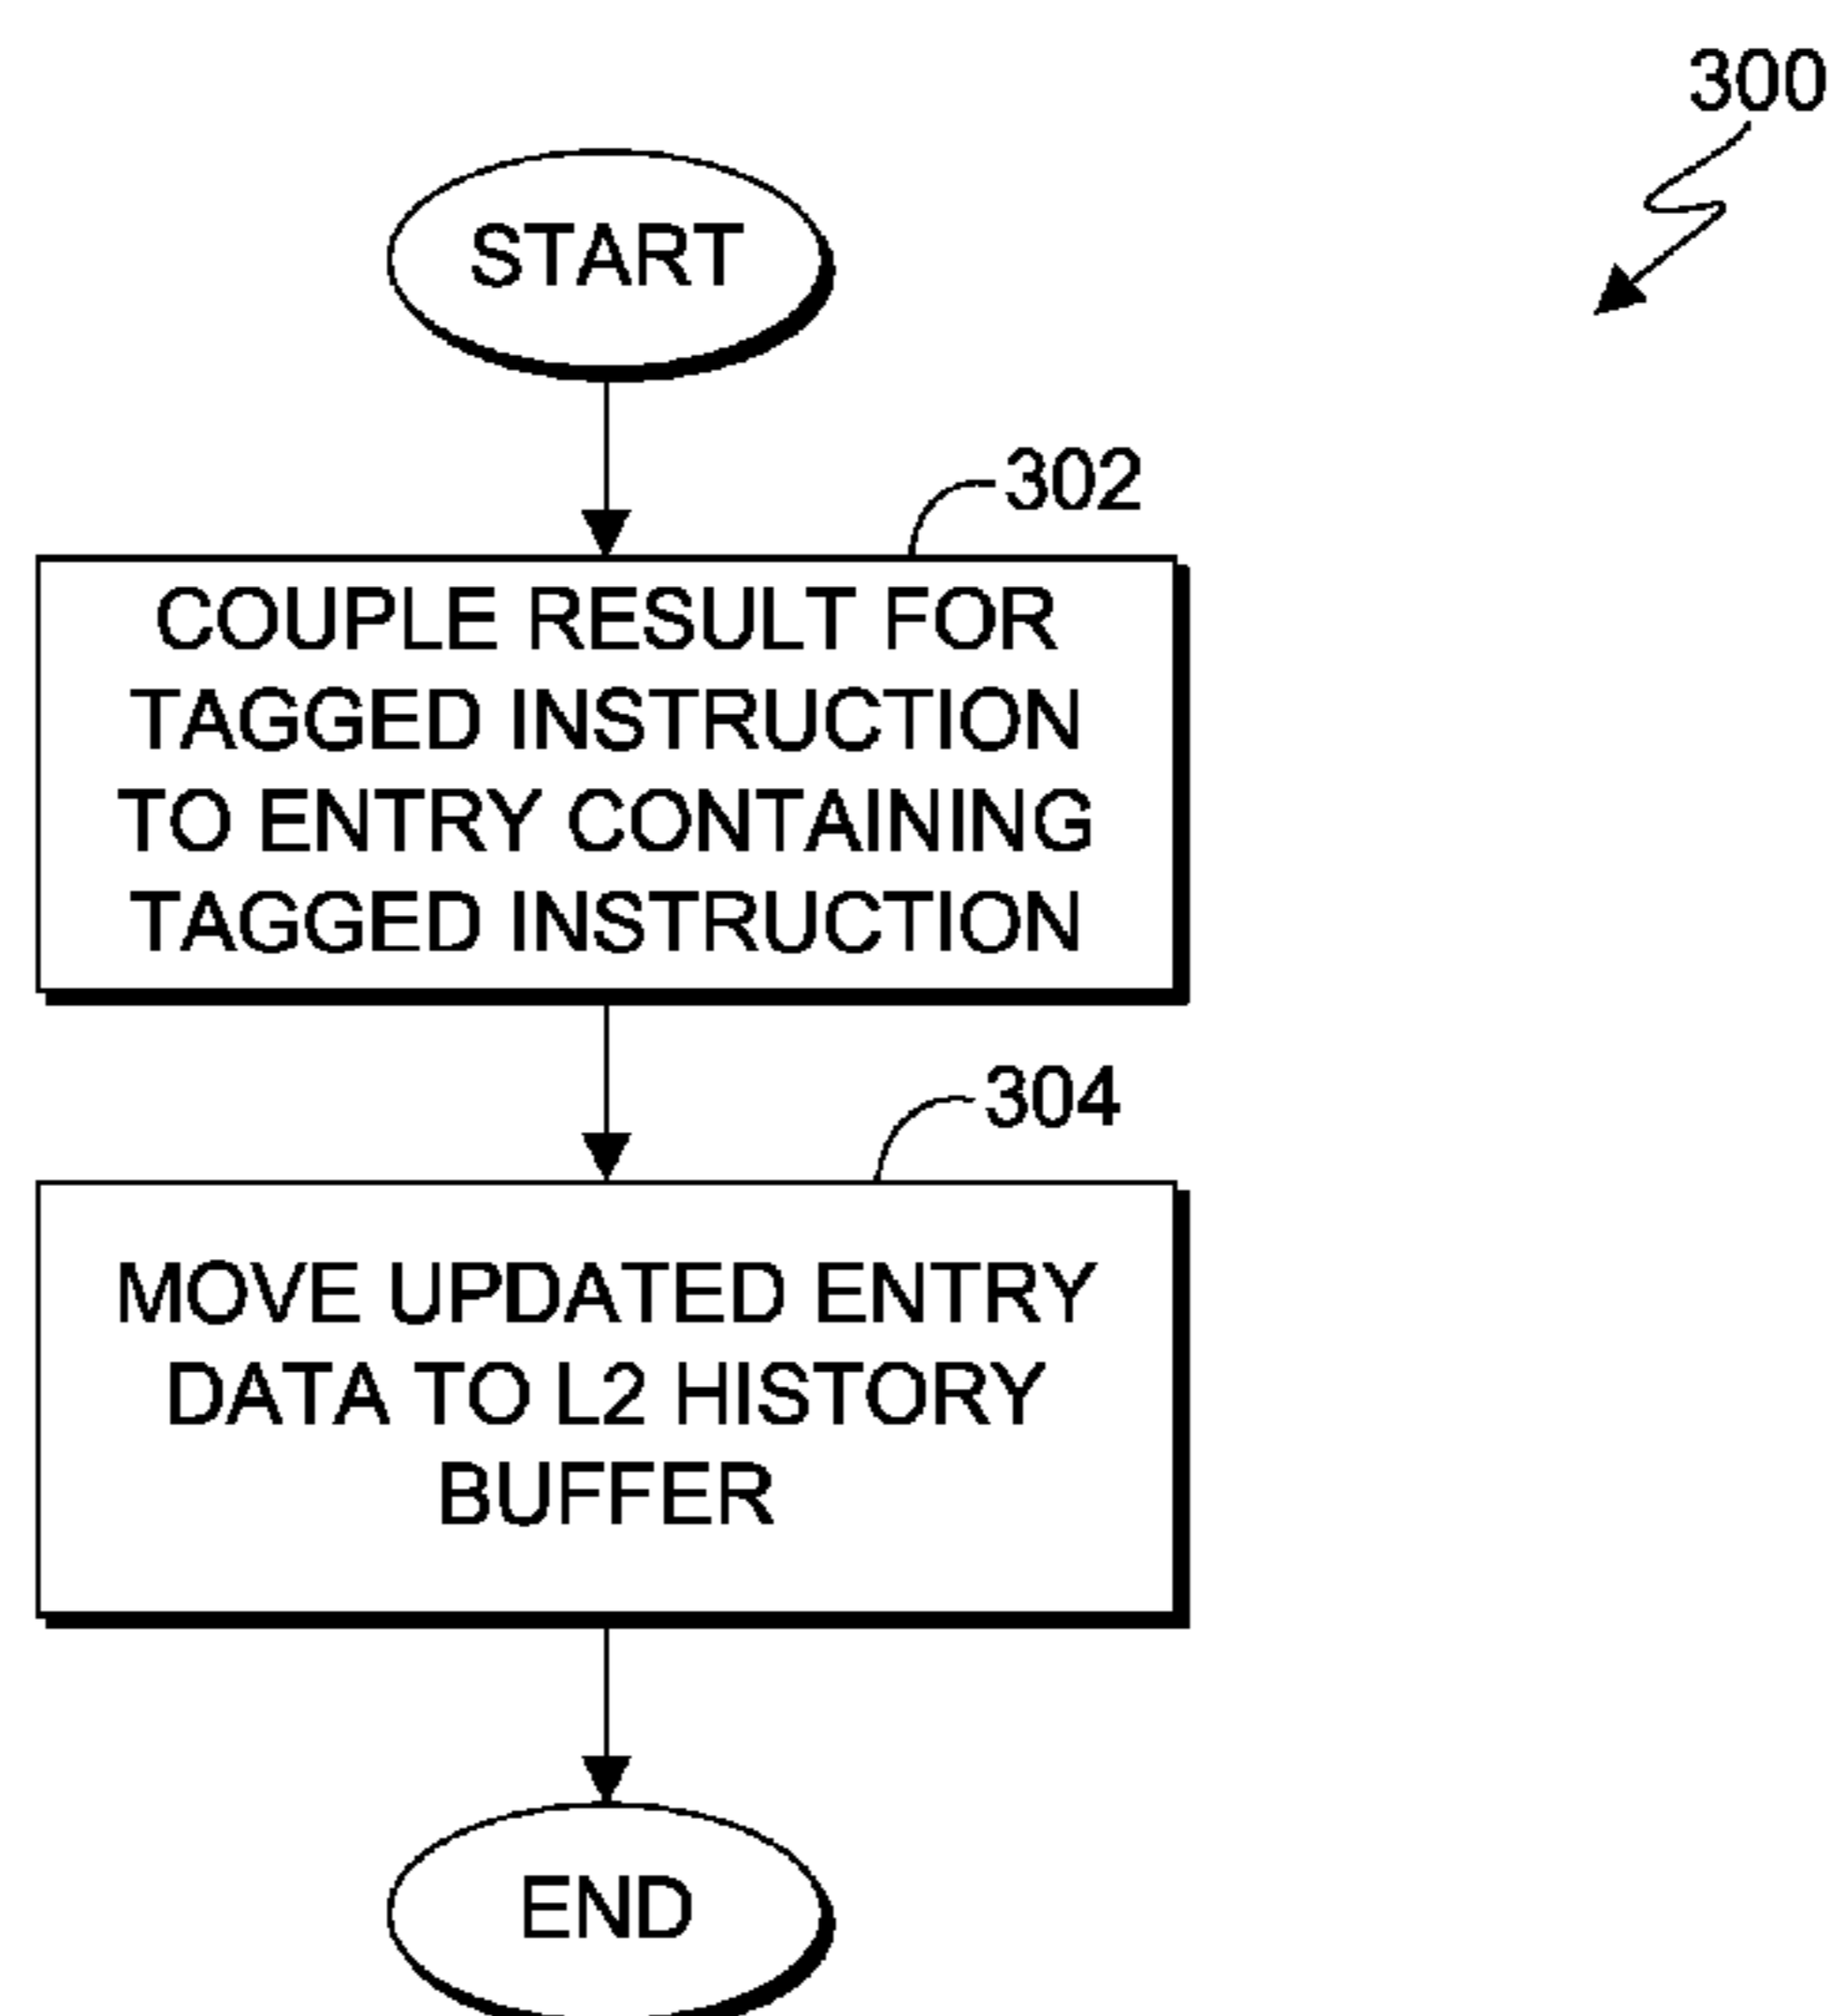 300
START
302
COUPLE RESULT FOR
TAGGED INSTRUCTION
TO ENTRY CONTAINING
TAGGED INSTRUCTION
304
MOVE UPDATED ENTRY
DATA TO L2 HISTORY
BUFFER
END